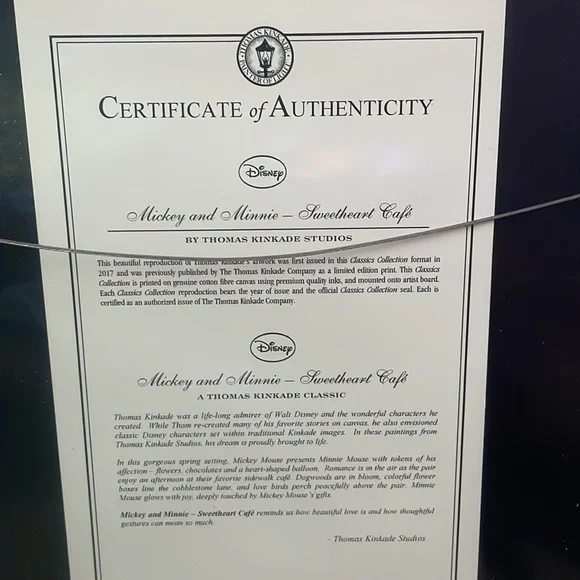 THOMAS KINKADE
PAINTER OF LIGHT
CERTIFICATE of AUTHENTICITY
Disney
Mickey and Minnie – Sweetheart Café
BY THOMAS KINKADE STUDIOS
This beautiful reproduction of Thomas Kinkade's artwork was first issued in this Classics Collection format in
2017 and was previously published by The Thomas Kinkade Company as a limited edition print. This Classics
Collection is printed on genuine cotton fibre canvas using premium quality inks, and mounted onto artist board.
Each Classics Collection reproduction bears the year of issue and the official Classics Collection seal. Each is
certified as an authorized issue of The Thomas Kinkade Company.
Disney
Mickey and Minnie – Sweetheart Café
A THOMAS KINKADE CLASSIC
Thomas Kinkade was a life-long admirer of Walt Disney and the wonderful characters he
created. While Thom re-created many of his favorite stories on canvas, he also envisioned
classic Disney characters set within traditional Kinkade images. In these paintings from
Thomas Kinkade Studios, his dream is proudly brought to life.
In this gorgeous spring setting, Mickey Mouse presents Minnie Mouse with tokens of his
affection – flowers, chocolates and a heart-shaped balloon. Romance is in the air as the pair
enjoy an afternoon at their favorite sidewalk café. Dogwoods are in bloom, colorful flower
boxes line the cobblestone lane, and love birds perch peacefully above the pair. Minnie
Mouse glows with joy, deeply touched by Mickey Mouse's gifts.
Mickey and Minnie – Sweetheart Café reminds us how beautiful love is and how thoughtful
gestures can mean so much.
- Thomas Kinkade Studios